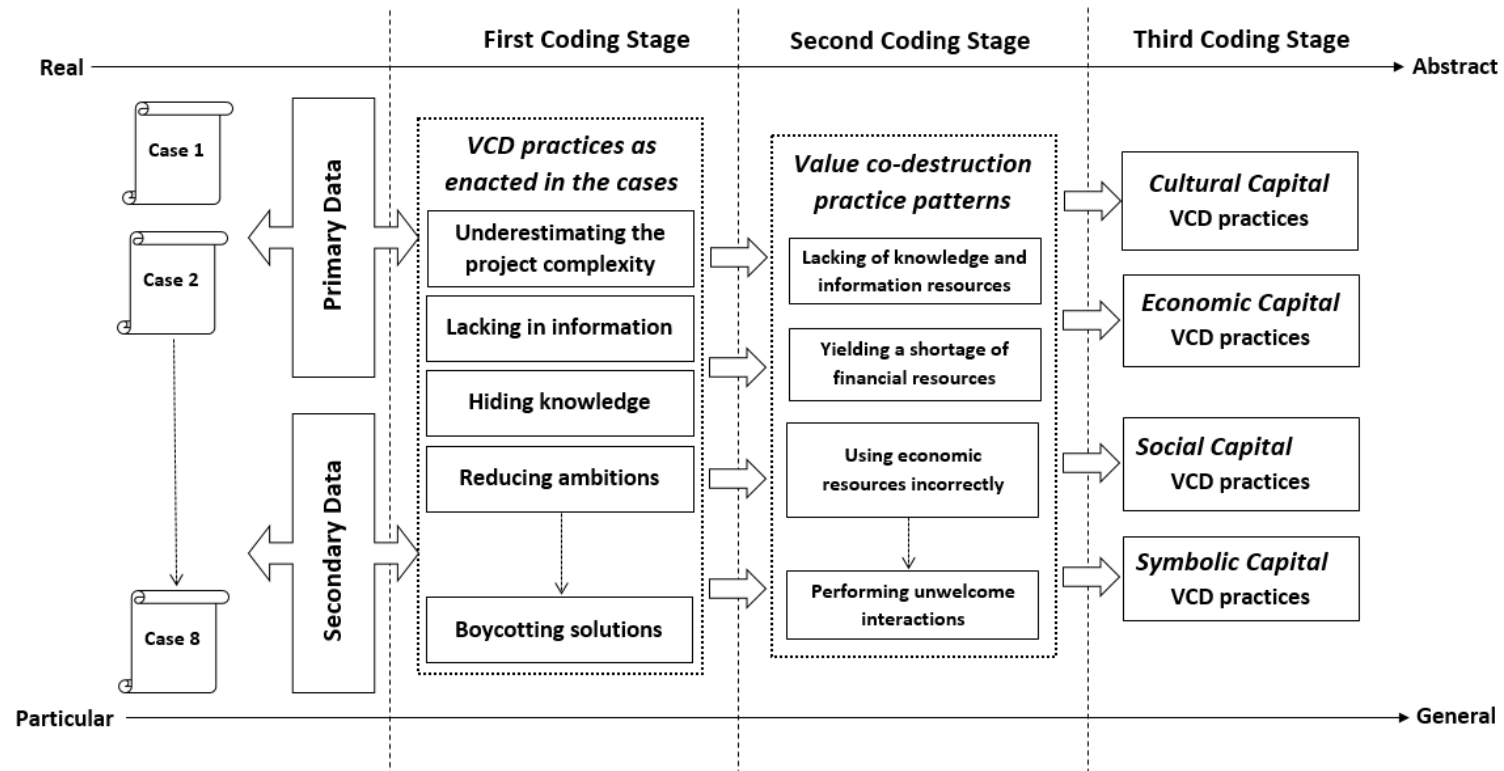 First Coding Stage
Second Coding Stage
Third Coding Stage
Real
Abstract
Case 1
Case 2
Case 8
Primary Data
Secondary Data
VCD practices as
enacted in the cases
Underestimating the
project complexity
Lacking in information
Hiding knowledge
Reducing ambitions
Boycotting solutions
Value co-destruction
practice patterns
Lacking of knowledge and
information resources
Yielding a shortage of
financial resources
Using economic
resources incorrectly
Performing unwelcome
interactions
Cultural Capital
VCD practices
Economic Capital
VCD practices
Social Capital
VCD practices
Symbolic Capital
VCD practices
Particular
General